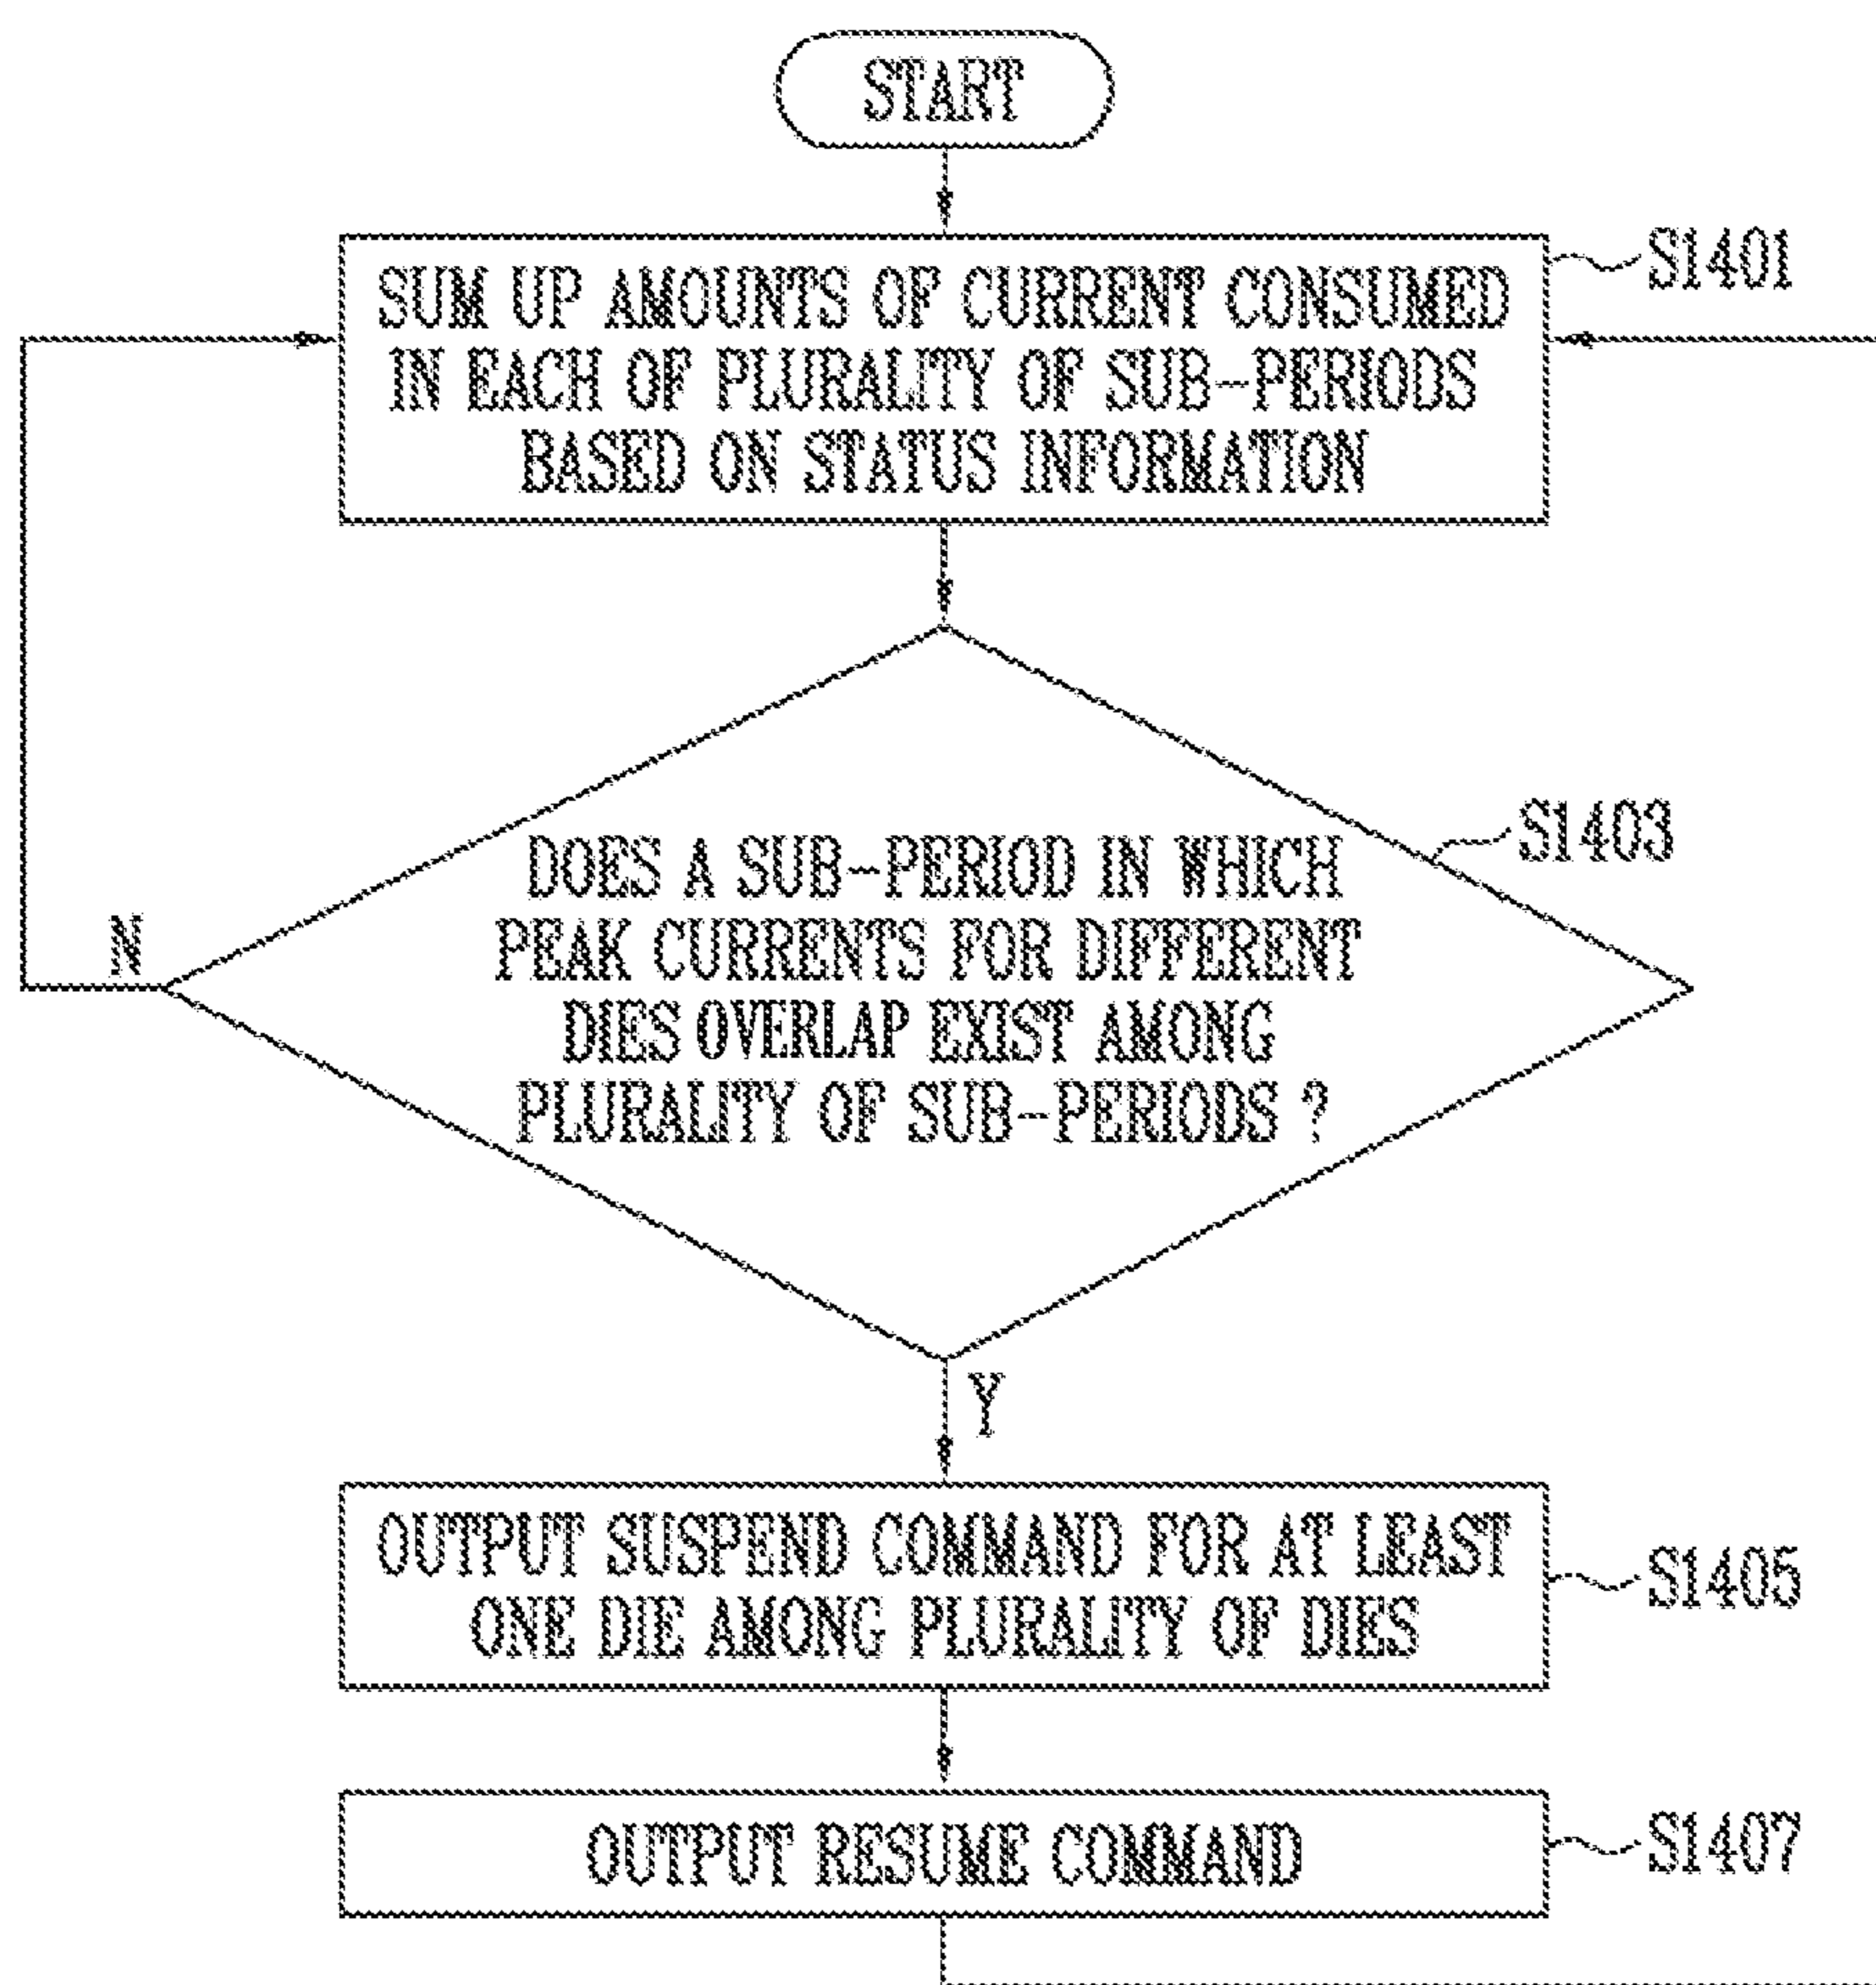 START
S1401
SUM UP AMOUNTS OF CURRENT CONSUMED
IN EACH OF PLURALITY OF SUB-PERIODS
BASED ON STATUS INFORMATION
S1403
DOES A SUB-PERIOD IN WHICH
PEAK CURRENTS FOR DIFFERENT
DIES OVERLAP EXIST AMONG
PLURALITY OF SUB-PERIODS ?
N
Y
OUTPUT SUSPEND COMMAND FOR AT LEAST
ONE DIE AMONG PLURALITY OF DIES
S1405
OUTPUT RESUME COMMAND
S1407